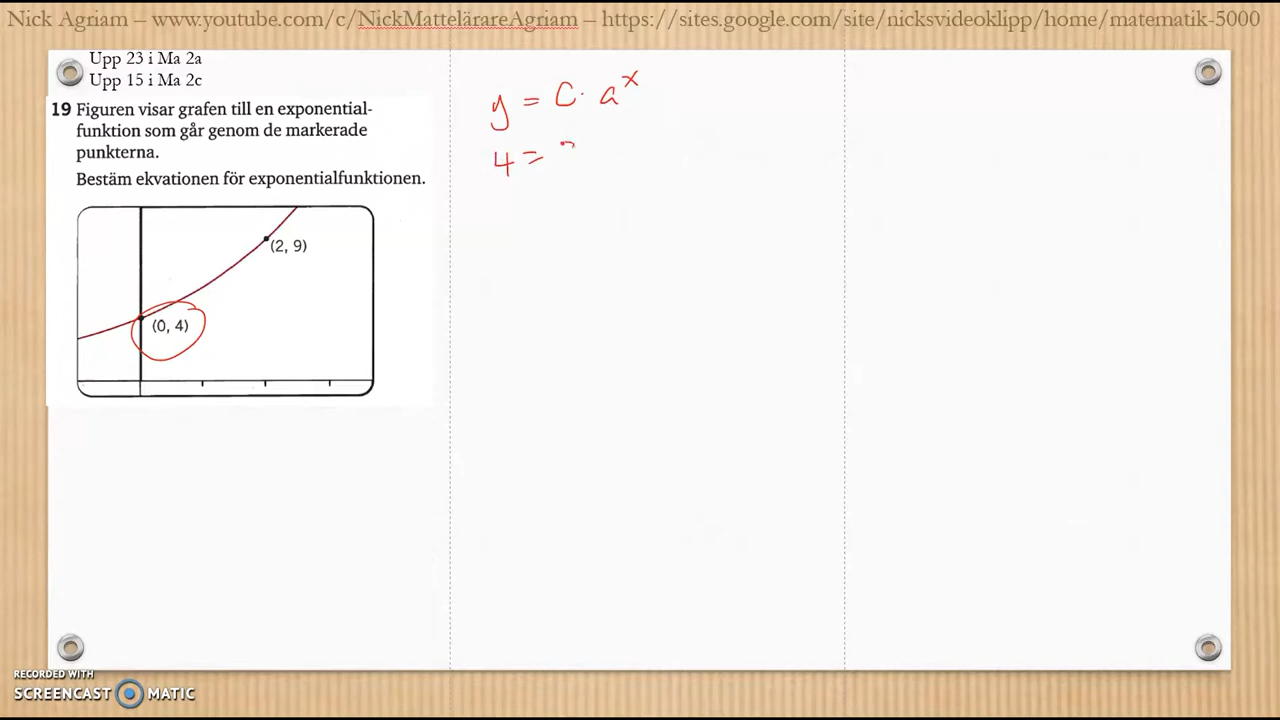 Nick Agriam – www.youtube.com/c/NickMattelärareAgriam – https://sites.google.com/site/nicksvideoklipp/home/matematik-5000
Upp 23 i Ma 2a
Upp 15 i Ma 2c
19 Figuren visar grafen till en exponential-
funktion som går genom de markerade
punkterna.
Bestäm ekvationen för exponentialfunktionen.
(2, 9)
(0, 4)
y = C · a^x
4 =
RECORDED WITH
SCREENCAST MATIC